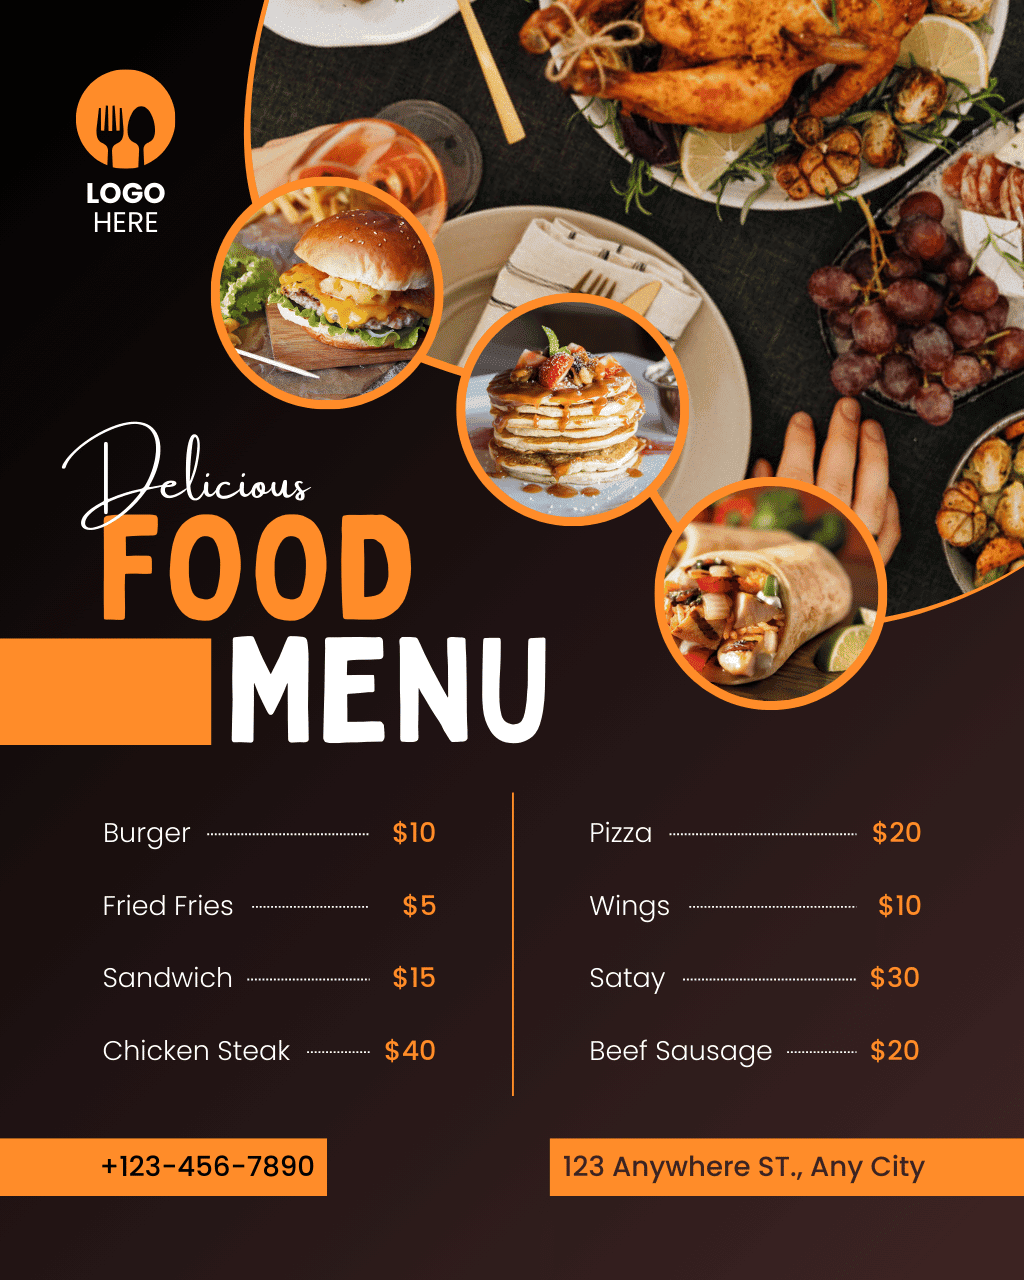 LOGO
HERE
Delicious
FOOD
MENU
Burger $10
Fried Fries $5
Sandwich $15
Chicken Steak $40
Pizza $20
Wings $10
Satay $30
Beef Sausage $20
+123-456-7890
123 Anywhere ST., Any City